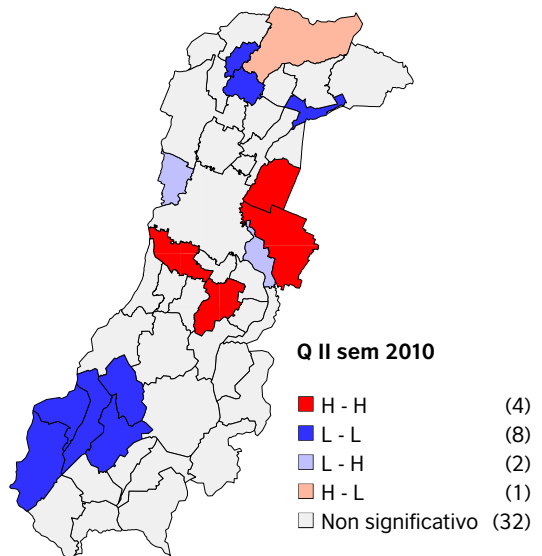 Q II sem 2010
H - H (4)
L - L (8)
L - H (2)
H - L (1)
Non significativo (32)